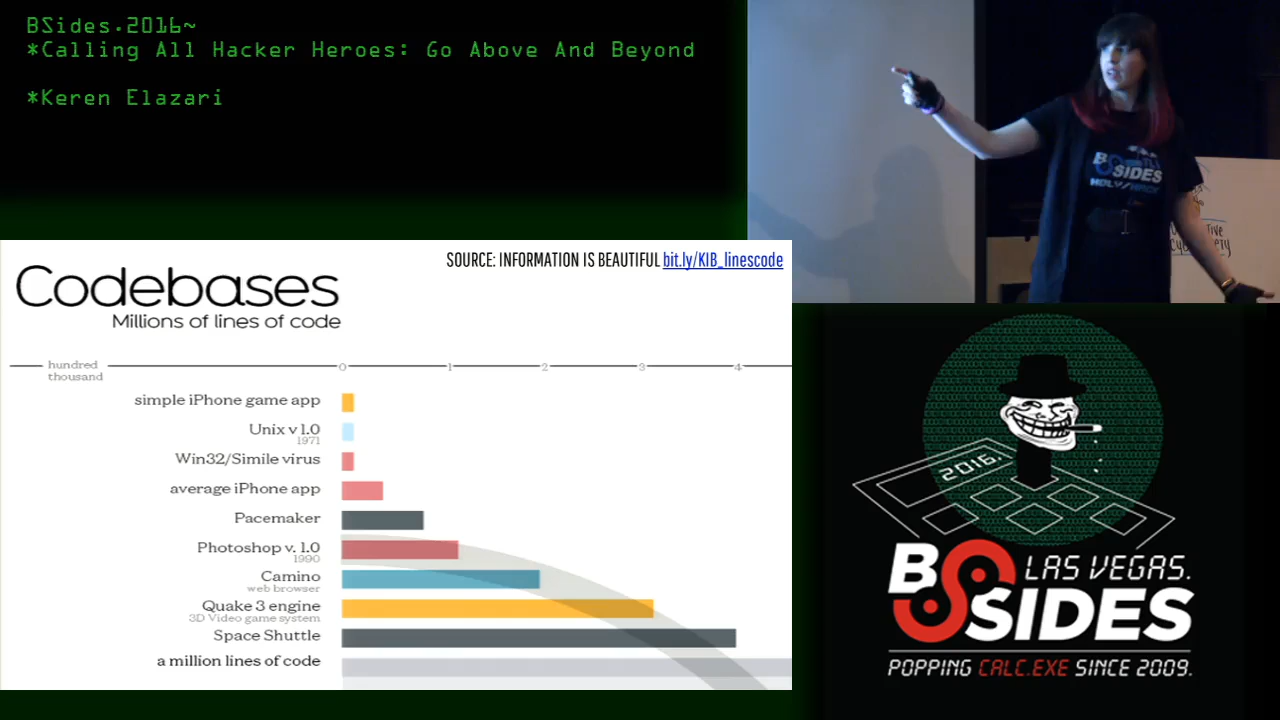 BSides.2016~
*Calling All Hacker Heroes: Go Above And Beyond
*Keren Elazari
BSIDES
SOURCE: INFORMATION IS BEAUTIFUL bit.ly/KIB_linescode
Codebases
Millions of lines of code
hundred
thousand
0 1 2 3 4
simple iPhone game app
Unix v 1.0
1971
Win32/Simile virus
average iPhone app
Pacemaker
Photoshop v. 1.0
1990
Camino
web browser
Quake 3 engine
3D Video game system
Space Shuttle
a million lines of code
2016.
BSIDES
LAS VEGAS.
POPPING CALC.EXE SINCE 2009.